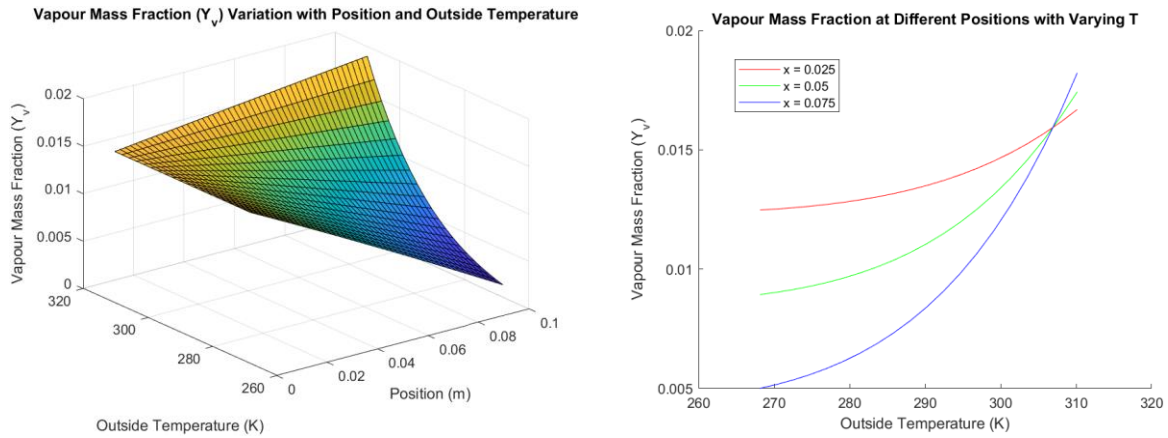 Vapour Mass Fraction (Y_v) Variation with Position and Outside Temperature
Vapour Mass Fraction (Y_v)
0.02
0.015
0.01
0.005
0
320
300
280
260
Outside Temperature (K)
0
0.02
0.04
0.06
0.08
0.1
Position (m)
Vapour Mass Fraction at Different Positions with Varying T
Vapour Mass Fraction (Y_v)
0.02
0.015
0.01
0.005
x = 0.025
x = 0.05
x = 0.075
260
270
280
290
300
310
320
Outside Temperature (K)